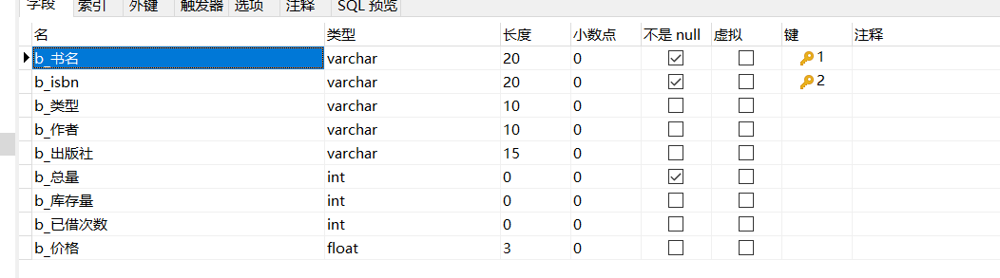 字段 索引 外键 触发器 选项 注释 SQL 预览
名 类型 长度 小数点 不是 null 虚拟 键 注释
b_书名 varchar 20 0 1
b_isbn varchar 20 0 2
b_类型 varchar 10 0
b_作者 varchar 10 0
b_出版社 varchar 15 0
b_总量 int 0 0
b_库存量 int 0 0
b_已借次数 int 0 0
b_价格 float 3 0